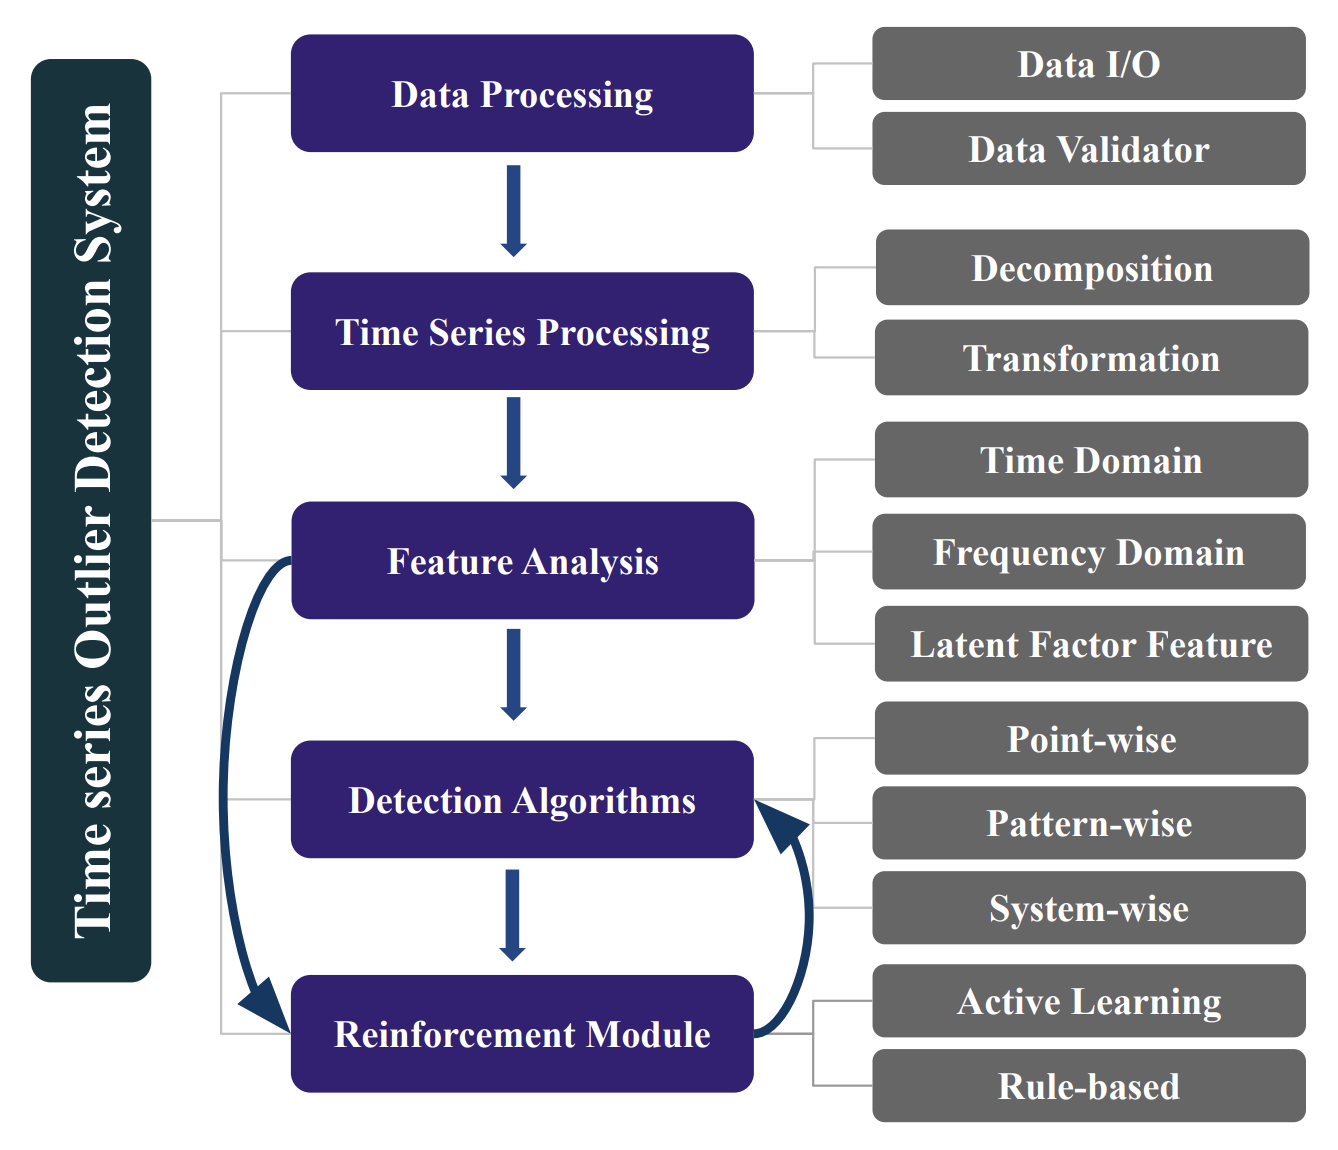 Time series Outlier Detection System
Data Processing
Data I/O
Data Validator
Time Series Processing
Decomposition
Transformation
Feature Analysis
Time Domain
Frequency Domain
Latent Factor Feature
Detection Algorithms
Point-wise
Pattern-wise
System-wise
Reinforcement Module
Active Learning
Rule-based